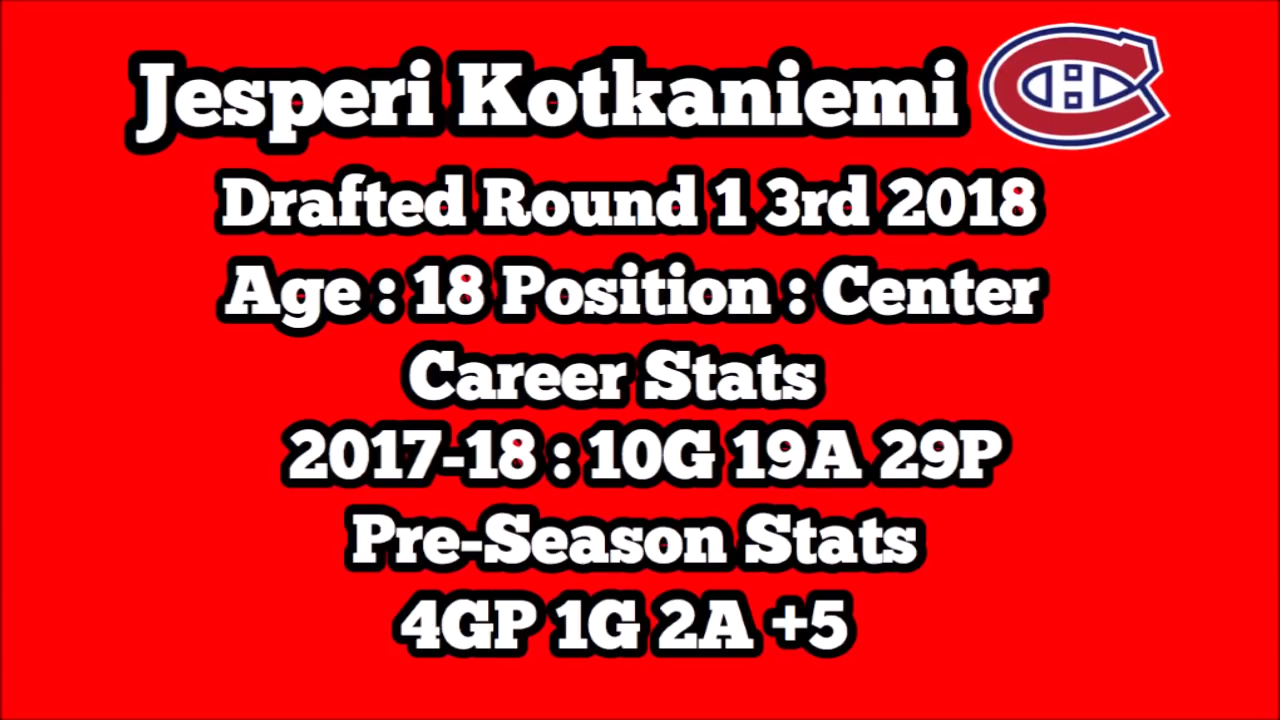 Jesperi Kotkaniemi
Drafted Round 1 3rd 2018
Age : 18 Position : Center
Career Stats
2017-18 : 10G 19A 29P
Pre-Season Stats
4GP 1G 2A +5